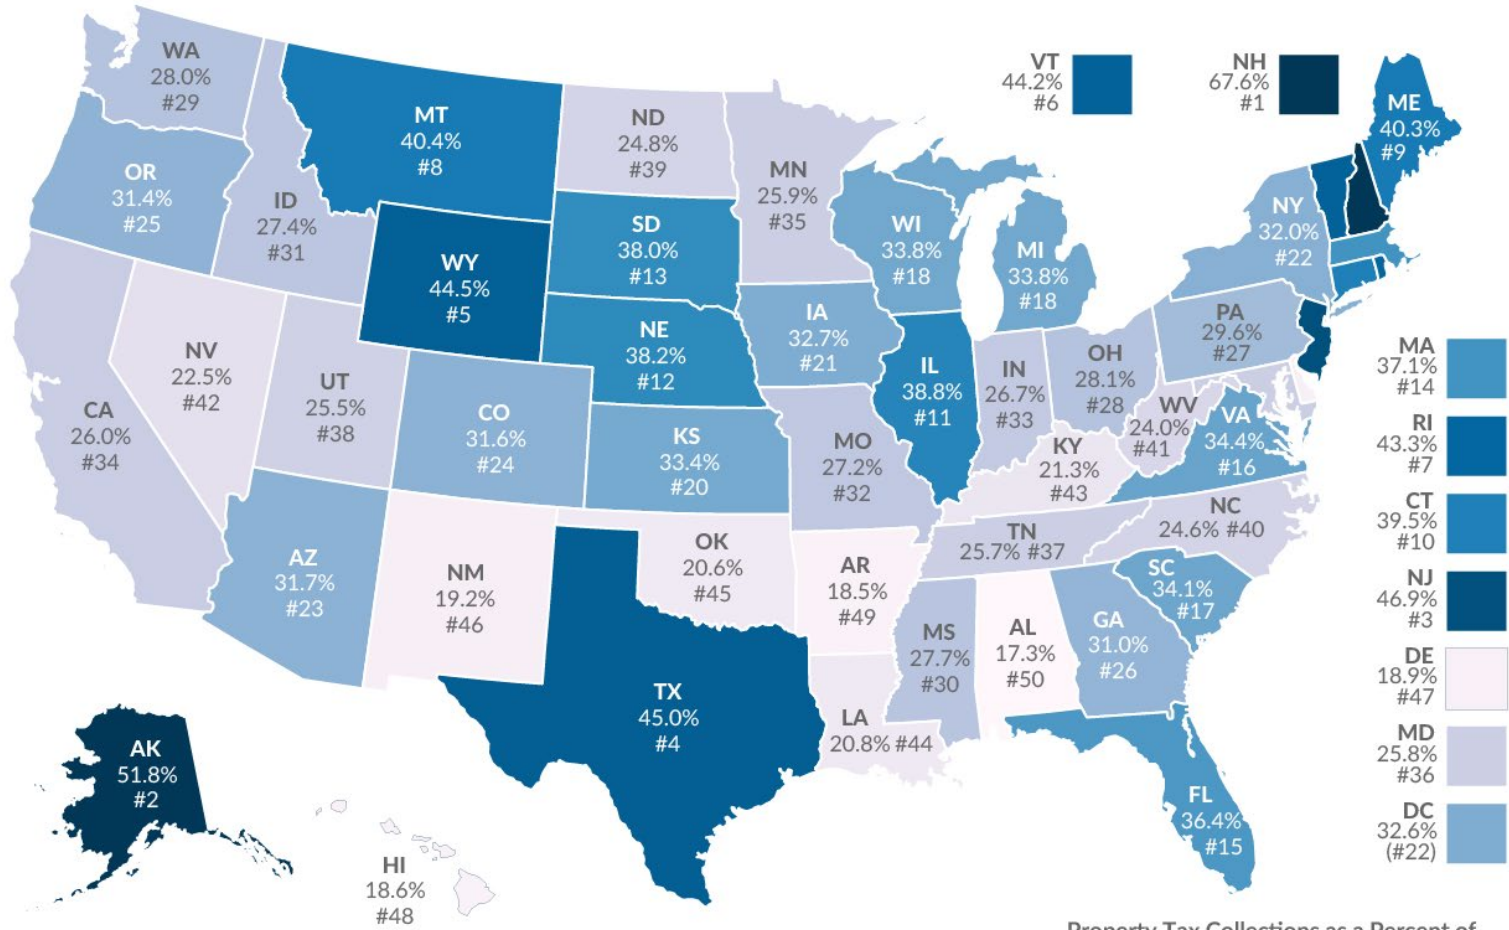 WA
28.0%
#29
OR
31.4%
#25
ID
27.4%
#31
MT
40.4%
#8
ND
24.8%
#39
MN
25.9%
#35
SD
38.0%
#13
WY
44.5%
#5
NE
38.2%
#12
NV
22.5%
#42
UT
25.5%
#38
CA
26.0%
#34
CO
31.6%
#24
KS
33.4%
#20
AZ
31.7%
#23
NM
19.2%
#46
OK
20.6%
#45
TX
45.0%
#4
AK
51.8%
#2
HI
18.6%
#48
WI
33.8%
#18
MI
33.8%
#18
IA
32.7%
#21
IL
38.8%
#11
IN
26.7%
#33
OH
28.1%
#28
MO
27.2%
#32
KY
21.3%
#43
WV
24.0%
#41
VA
34.4%
#16
TN
25.7% #37
NC
24.6% #40
AR
18.5%
#49
MS
27.7%
#30
AL
17.3%
#50
GA
31.0%
#26
SC
34.1%
#17
LA
20.8% #44
FL
36.4%
#15
PA
29.6%
#27
NY
32.0%
#22
VT
44.2%
#6
NH
67.6%
#1
ME
40.3%
#9
MA
37.1%
#14
RI
43.3%
#7
CT
39.5%
#10
NJ
46.9%
#3
DE
18.9%
#47
MD
25.8%
#36
DC
32.6%
(#22)
Property Tax Collections as a Percent of